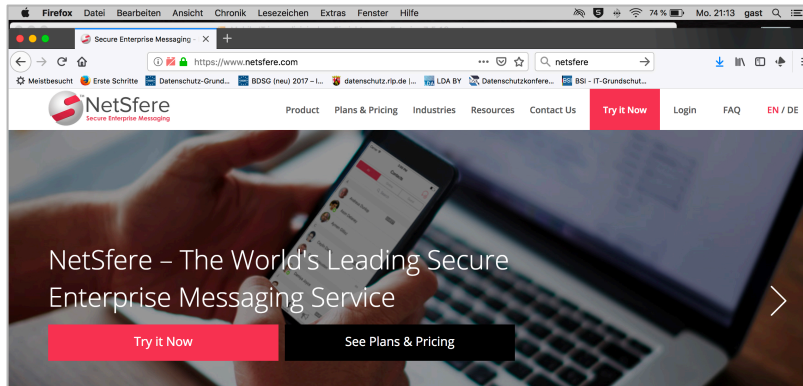 Firefox Datei Bearbeiten Ansicht Chronik Lesezeichen Extras Fenster Hilfe 74 % Mo. 21:13 gast
Secure Enterprise Messaging -
https://www.netsfere.com netsfere
Meistbesucht Erste Schritte Datenschutz-Grund... BDSG (neu) 2017 – I... datenschutz.rlp.de |... LDA BY Datenschutzkonfere... BSI - IT-Grundschut...
NetSfere
Secure Enterprise Messaging
Product Plans & Pricing Industries Resources Contact Us Try it Now Login FAQ EN / DE
NetSfere – The World's Leading Secure
Enterprise Messaging Service
Try it Now See Plans & Pricing